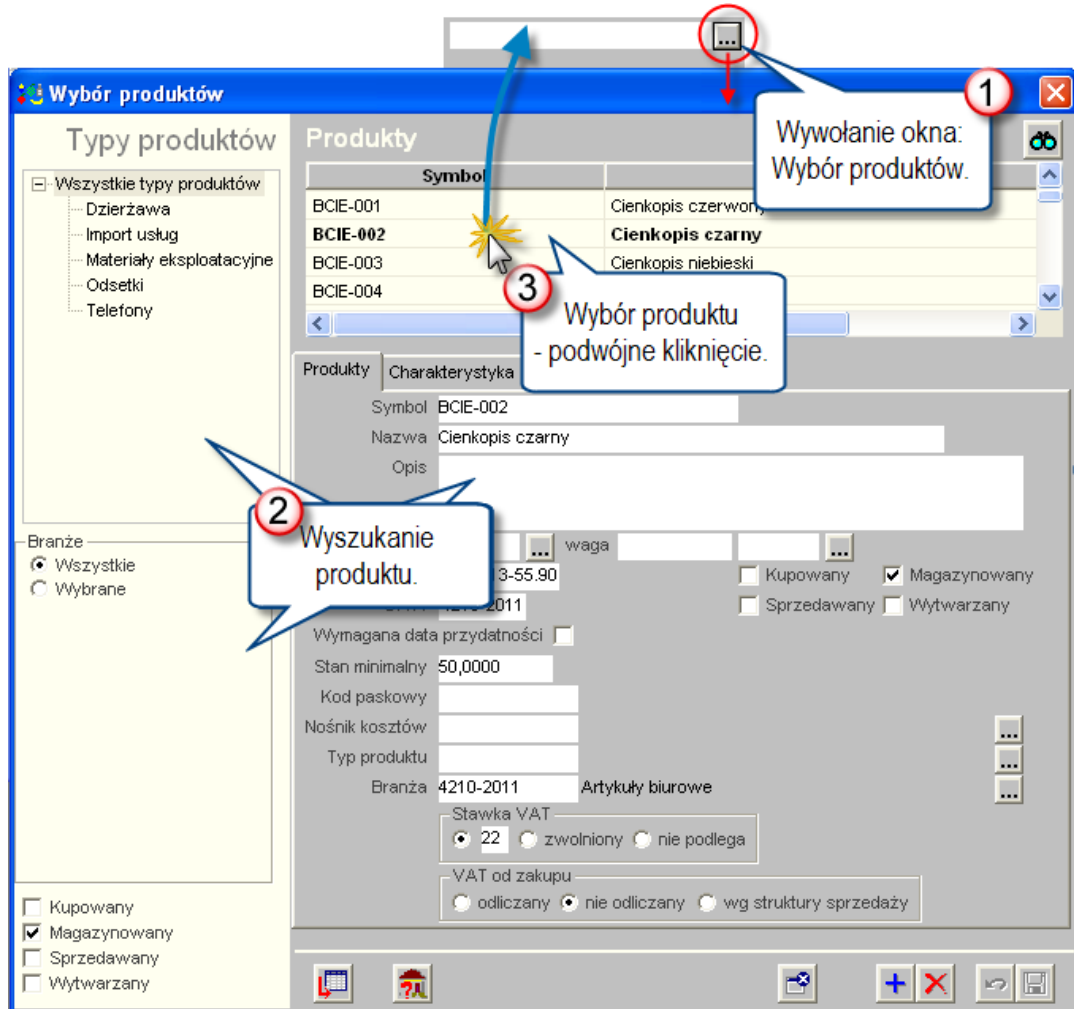 ...
Wybór produktów
1
Wywołanie okna:
Wybór produktów.
Typy produktów
Wszystkie typy produktów
Dzierżawa
Import usług
Materiały eksploatacyjne
Odsetki
Telefony
Produkty
Symbol
BCIE-001 Cienkopis czerwony
BCIE-002 Cienkopis czarny
BCIE-003 Cienkopis niebieski
BCIE-004
3
Wybór produktu
- podwójne kliknięcie.
Produkty Charakterystyka
Symbol BCIE-002
Nazwa Cienkopis czarny
Opis
2
Wyszukanie
produktu.
Branże
Wszystkie
Wybrane
... waga ...
3-55.90 Kupowany Magazynowany
4210-2011 Sprzedawany Wytwarzany
Wymagana data przydatności
Stan minimalny 50,0000
Kod paskowy
Nośnik kosztów ...
Typ produktu ...
Branża 4210-2011 Artykuły biurowe ...
Stawka VAT
22 zwolniony nie podlega
VAT od zakupu
odliczany nie odliczany wg struktury sprzedaży
Kupowany
Magazynowany
Sprzedawany
Wytwarzany